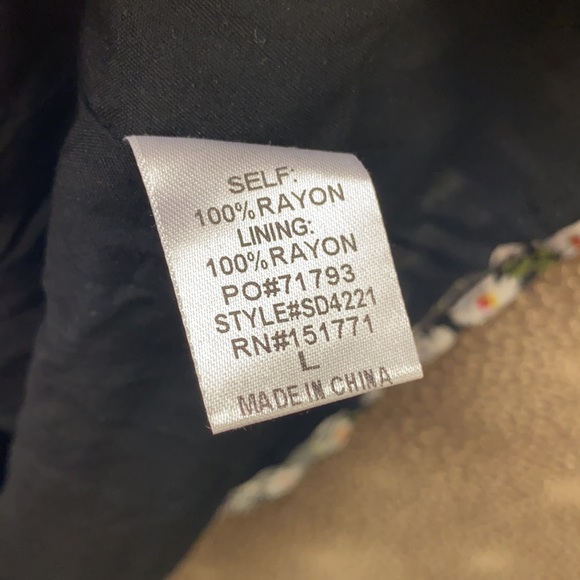 SELF:
100% RAYON
LINING:
100% RAYON
PO#71793
STYLE#SD4221
RN#151771
L
MADE IN CHINA